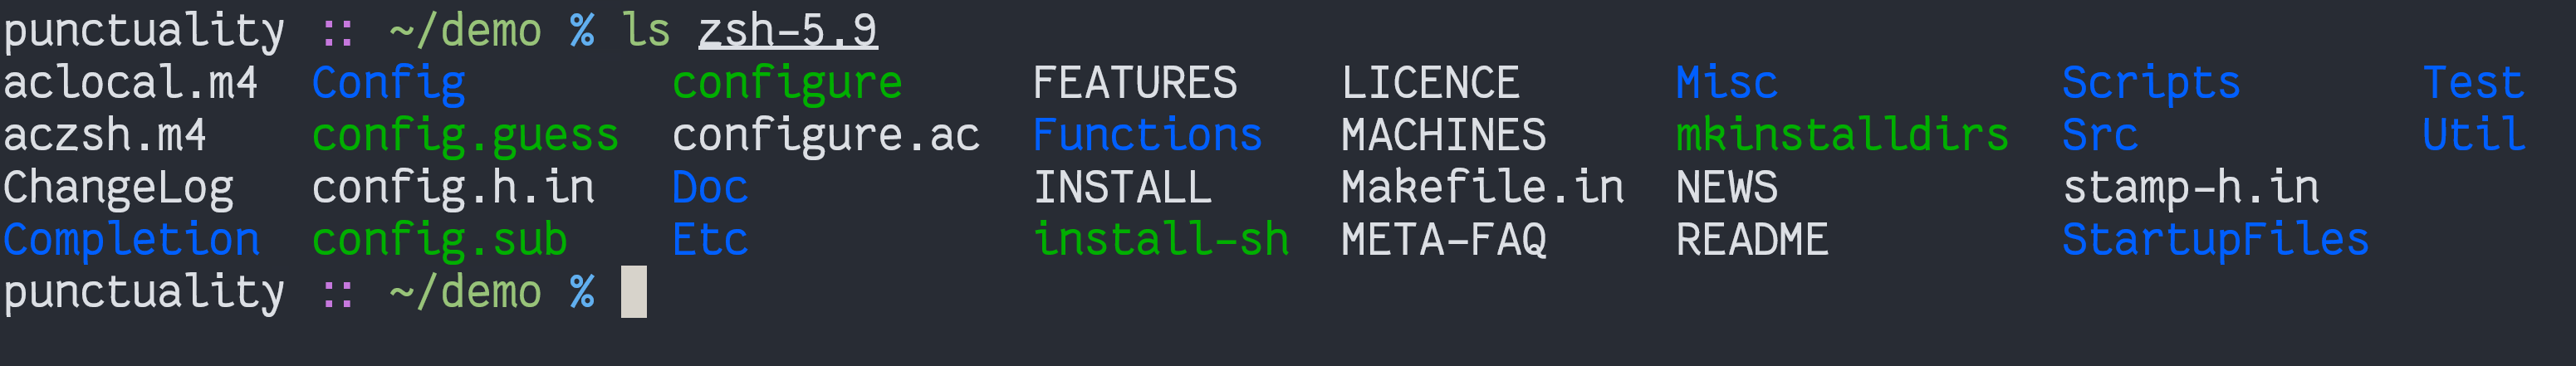 punctuality :: ~/demo % ls zsh-5.9
aclocal.m4  Config        configure     FEATURES    LICENCE      Misc           Scripts       Test
aczsh.m4    config.guess  configure.ac  Functions   MACHINES     mkinstalldirs  Src           Util
ChangeLog   config.h.in   Doc           INSTALL     Makefile.in  NEWS           stamp-h.in
Completion  config.sub    Etc           install-sh  META-FAQ     README         StartupFiles
punctuality :: ~/demo %